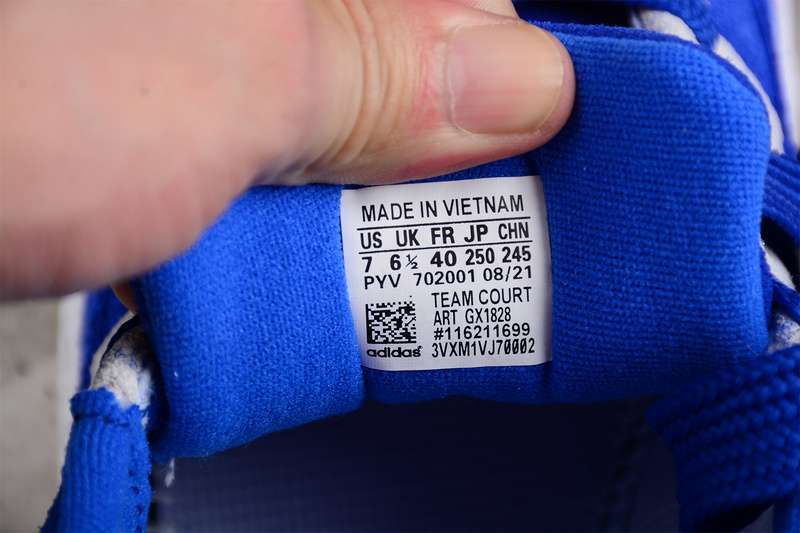 MADE IN VIETNAM
US UK FR JP CHN
7 6½ 40 250 245
PYV 702001 08/21
TEAM COURT
ART GX1828
#116211699
adidas 3VXM1VJ70002